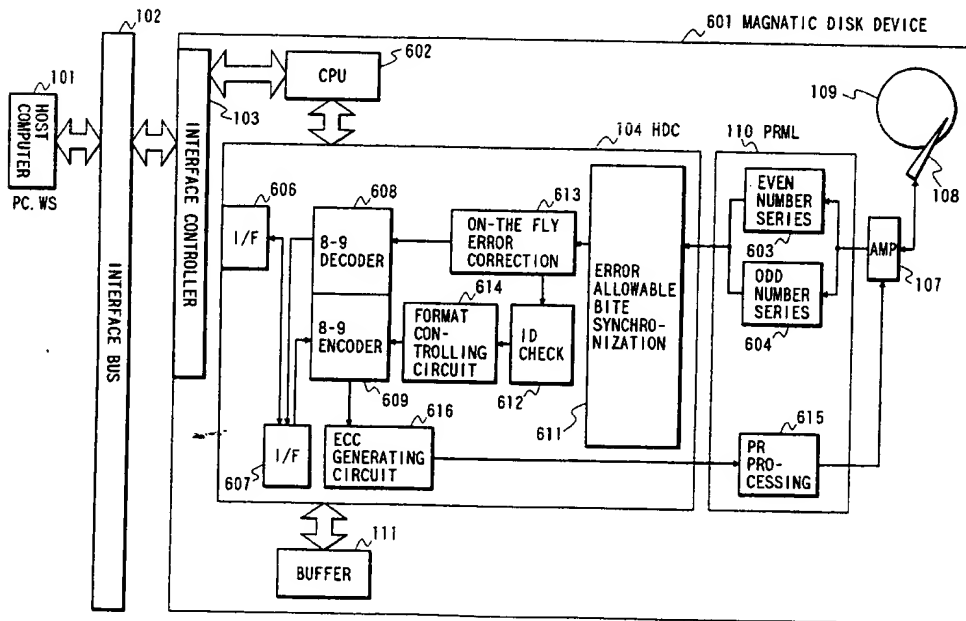 102
601 MAGNATIC DISK DEVICE
101
HOST
COMPUTER
PC. WS
INTERFACE BUS
103
INTERFACE CONTROLLER
CPU
602
109
108
104 HDC
110 PRML
606
I/F
608
8-9
DECODER
613
ON-THE FLY
ERROR
CORRECTION
ERROR
ALLOWABLE
BITE
SYNCHRO-
NIZATION
611
EVEN
NUMBER
SERIES
603
ODD
NUMBER
SERIES
604
AMP
107
614
8-9
ENCODER
609
FORMAT
CON-
TROLLING
CIRCUIT
ID
CHECK
612
616
I/F
607
ECC
GENERATING
CIRCUIT
615
PR
PRO-
CESSING
111
BUFFER